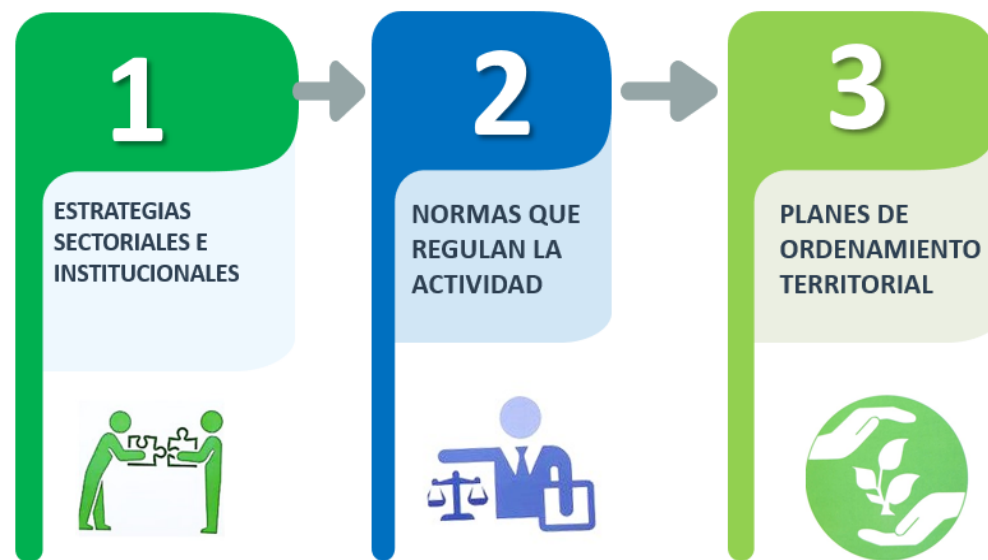 1
ESTRATEGIAS
SECTORIALES E
INSTITUCIONALES
2
NORMAS QUE
REGULAN LA
ACTIVIDAD
3
PLANES DE
ORDENAMIENTO
TERRITORIAL